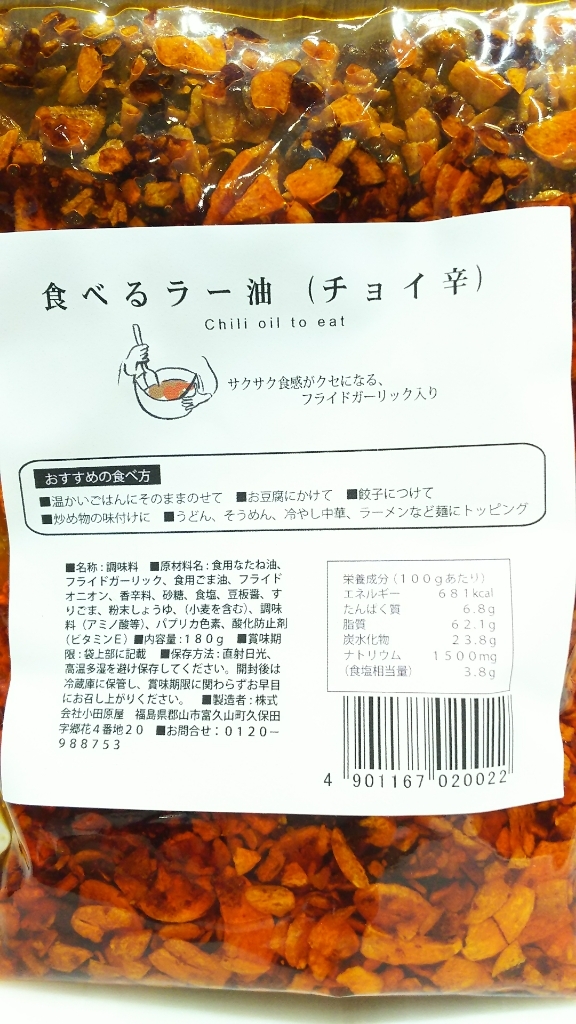 食べるラー油（チョイ辛）
Chili oil to eat
サクサク食感がクセになる、
フライドガーリック入り
おすすめの食べ方
■温かいごはんにそのままのせて ■お豆腐にかけて ■餃子につけて
■炒め物の味付けに ■うどん、そうめん、冷やし中華、ラーメンなど麺にトッピング
■名称：調味料 ■原材料名：食用なたね油、
フライドガーリック、食用ごま油、フライド
オニオン、香辛料、砂糖、食塩、豆板醤、す
りごま、粉末しょうゆ、（小麦を含む）、調味
料（アミノ酸等）、パプリカ色素、酸化防止剤
（ビタミンE）■内容量：180g ■賞味期
限：袋上部に記載 ■保存方法：直射日光、
高温多湿を避け保存してください。開封後は
冷蔵庫に保管し、賞味期限に関わらずお早目
にお召し上がりください。 ■製造者：株式
会社小田原屋 福島県郡山市富久山町久保田
字郷花4番地20 ■お問合せ：0120－
988753
栄養成分（100gあたり）
エネルギー 681kcal
たんぱく質 6.8g
脂質 62.1g
炭水化物 23.8g
ナトリウム 1500mg
（食塩相当量） 3.8g
4 901167 020022